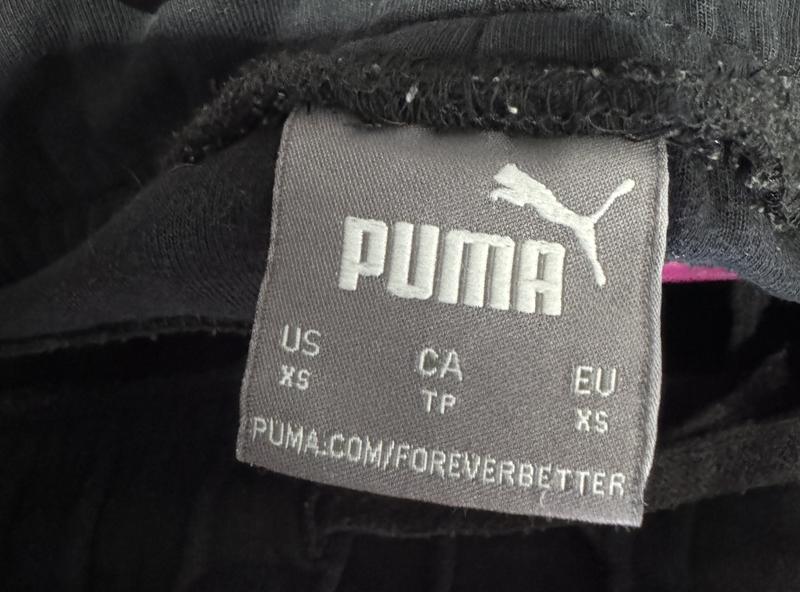 PUMA
US CA EU
XS TP XS
PUMA.COM/FOREVERBETTER